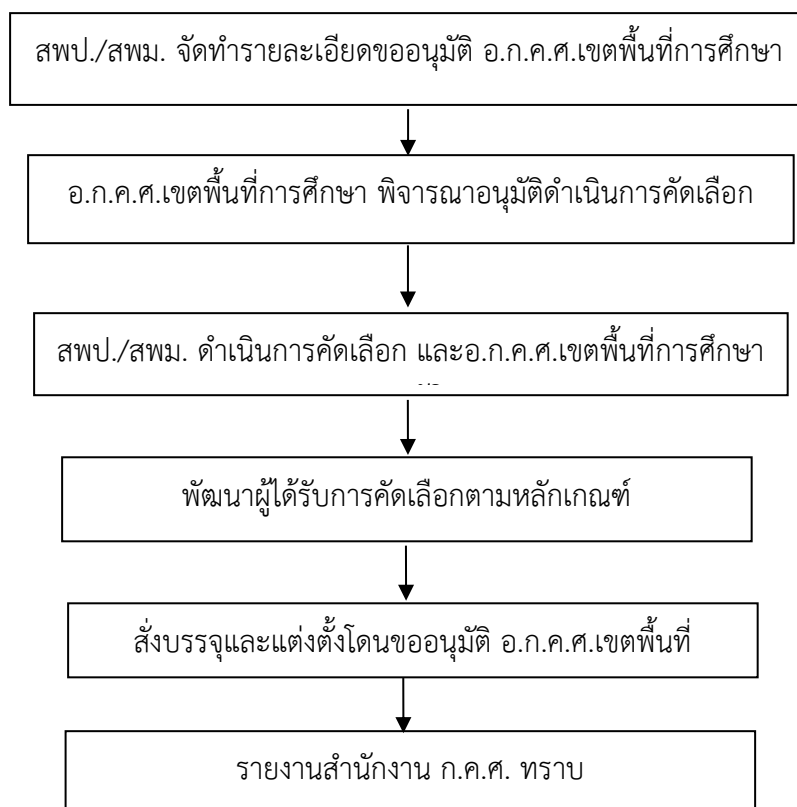 สพป./สพม. จัดทำรายละเอียดขออนุมัติ อ.ก.ค.ศ.เขตพื้นที่การศึกษา
อ.ก.ค.ศ.เขตพื้นที่การศึกษา พิจารณาอนุมัติดำเนินการคัดเลือก
สพป./สพม. ดำเนินการคัดเลือก และอ.ก.ค.ศ.เขตพื้นที่การศึกษา
พัฒนาผู้ได้รับการคัดเลือกตามหลักเกณฑ์
สั่งบรรจุและแต่งตั้งโดนขออนุมัติ อ.ก.ค.ศ.เขตพื้นที่
รายงานสำนักงาน ก.ค.ศ. ทราบ